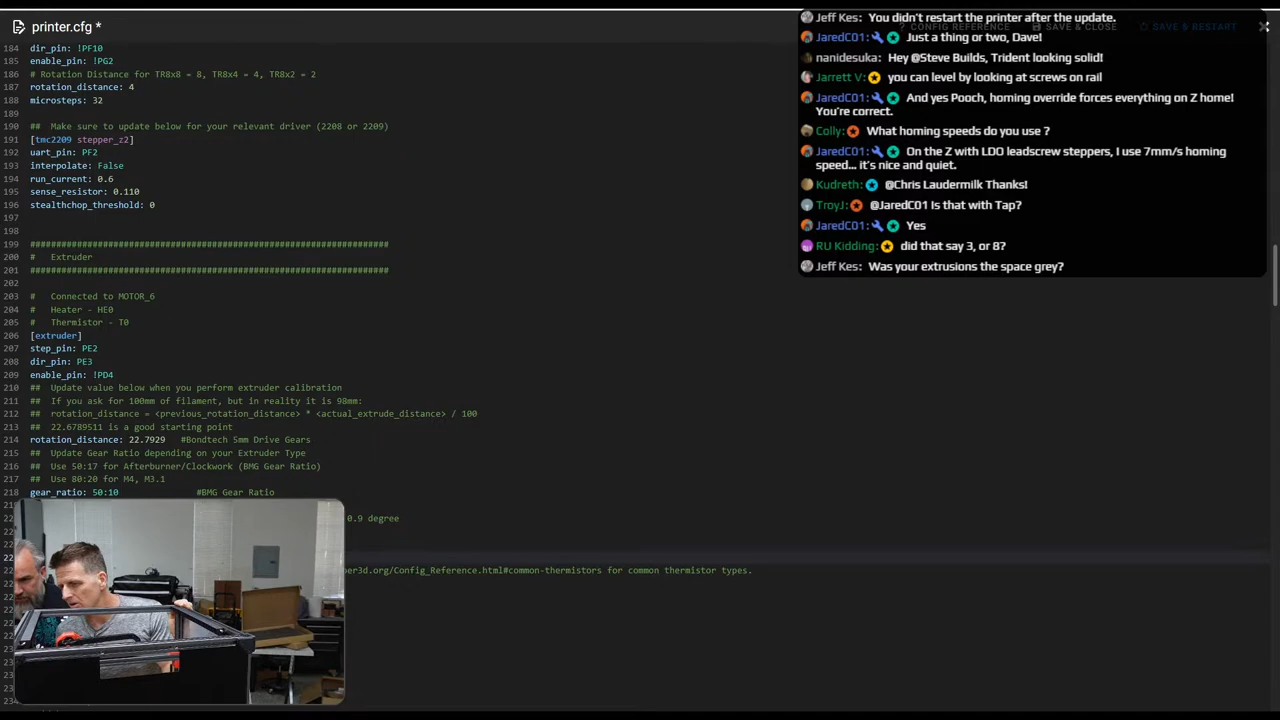 printer.cfg *
CONFIG REFERENCE
SAVE & CLOSE
SAVE & RESTART
184 dir_pin: !PF10
185 enable_pin: !PG2
186 # Rotation Distance for TR8x8 = 8, TR8x4 = 4, TR8x2 = 2
187 rotation_distance: 4
188 microsteps: 32
189
190 ##  Make sure to update below for your relevant driver (2208 or 2209)
191 [tmc2209 stepper_z2]
192 uart_pin: PF2
193 interpolate: False
194 run_current: 0.6
195 sense_resistor: 0.110
196 stealthchop_threshold: 0
197
198
199 #####################################################################
200 #   Extruder
201 #####################################################################
202
203 #   Connected to MOTOR_6
204 #   Heater - HE0
205 #   Thermistor - T0
206 [extruder]
207 step_pin: PE2
208 dir_pin: PE3
209 enable_pin: !PD4
210 ##  Update value below when you perform extruder calibration
211 ##  If you ask for 100mm of filament, but in reality it is 98mm:
212 ##  rotation_distance = <previous_rotation_distance> * <actual_extrude_distance> / 100
213 ##  22.6789511 is a good starting point
214 rotation_distance: 22.7929   #Bondtech 5mm Drive Gears
215 ##  Update Gear Ratio depending on your Extruder Type
216 ##  Use 50:17 for Afterburner/Clockwork (BMG Gear Ratio)
217 ##  Use 80:20 for M4, M3.1
218 gear_ratio: 50:10               #BMG Gear Ratio
0.9 degree
er3d.org/Config_Reference.html#common-thermistors for common thermistor types.
Jeff Kes: You didn't restart the printer after the update.
JaredC01: Just a thing or two, Dave!
nanidesuka: Hey @Steve Builds, Trident looking solid!
Jarrett V: you can level by looking at screws on rail
JaredC01: And yes Pooch, homing override forces everything on Z home!
You're correct.
Colly: What homing speeds do you use ?
JaredC01: On the Z with LDO leadscrew steppers, I use 7mm/s homing
speed... it's nice and quiet.
Kudreth: @Chris Laudermilk Thanks!
TroyJ: @JaredC01 Is that with Tap?
JaredC01: Yes
RU Kidding: did that say 3, or 8?
Jeff Kes: Was your extrusions the space grey?